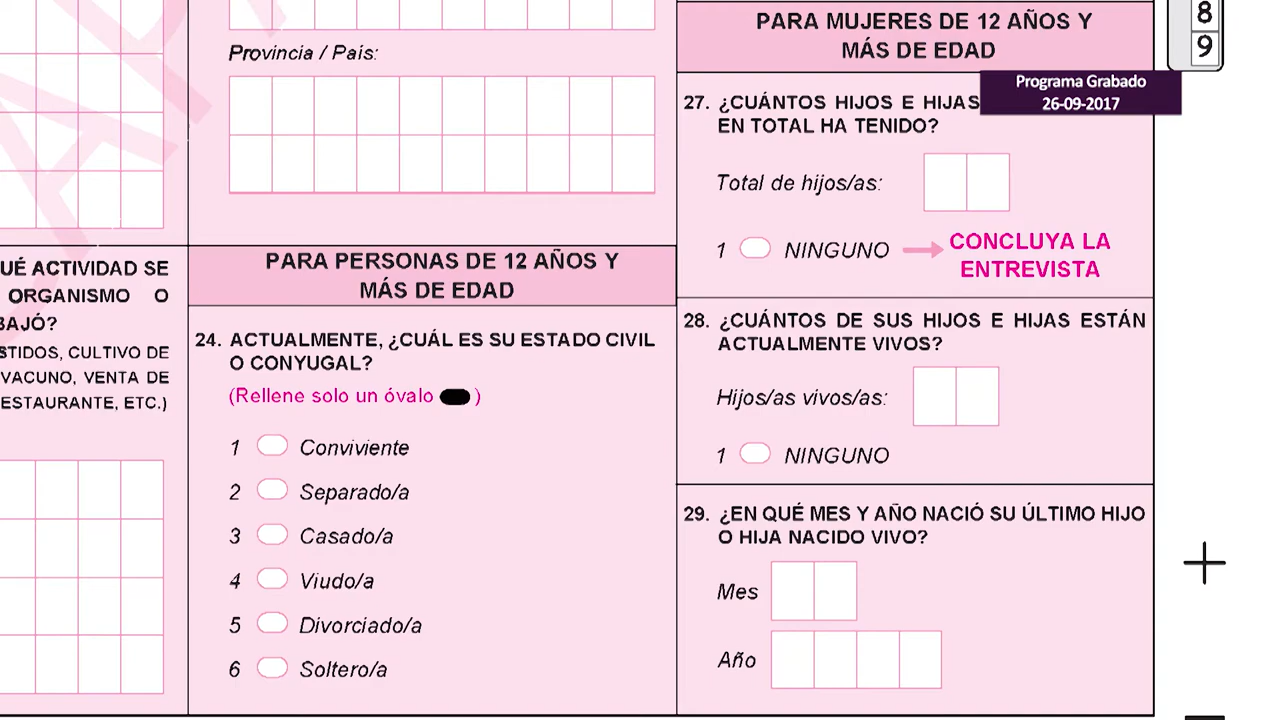 UÉ ACTIVIDAD SE
ORGANISMO O
BAJÓ?
STIDOS, CULTIVO DE
VACUNO, VENTA DE
ESTAURANTE, ETC.)
Provincia / País:
PARA PERSONAS DE 12 AÑOS Y
MÁS DE EDAD
24. ACTUALMENTE, ¿CUÁL ES SU ESTADO CIVIL
O CONYUGAL?
(Rellene solo un óvalo )
1 Conviviente
2 Separado/a
3 Casado/a
4 Viudo/a
5 Divorciado/a
6 Soltero/a
PARA MUJERES DE 12 AÑOS Y
MÁS DE EDAD
27. ¿CUÁNTOS HIJOS E HIJAS
EN TOTAL HA TENIDO?
Total de hijos/as:
1 NINGUNO
CONCLUYA LA
ENTREVISTA
28. ¿CUÁNTOS DE SUS HIJOS E HIJAS ESTÁN
ACTUALMENTE VIVOS?
Hijos/as vivos/as:
1 NINGUNO
29. ¿EN QUÉ MES Y AÑO NACIÓ SU ÚLTIMO HIJO
O HIJA NACIDO VIVO?
Mes
Año
8
9
Programa Grabado
26-09-2017